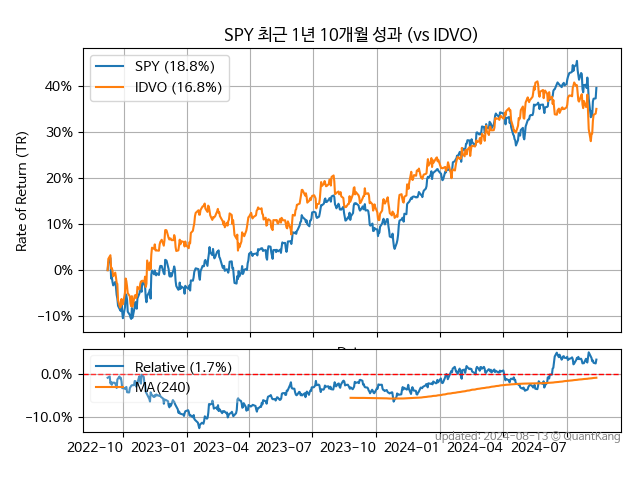 SPY 최근 1년 10개월 성과 (vs IDVO)
SPY (18.8%)
IDVO (16.8%)
Rate of Return (TR)
40%
30%
20%
10%
0%
−10%
Relative (1.7%)
MA(240)
0.0%
−10.0%
2022-10 2023-01 2023-04 2023-07 2023-10 2024-01 2024-04 2024-07
updated: 2024-08-13 © QuantKang